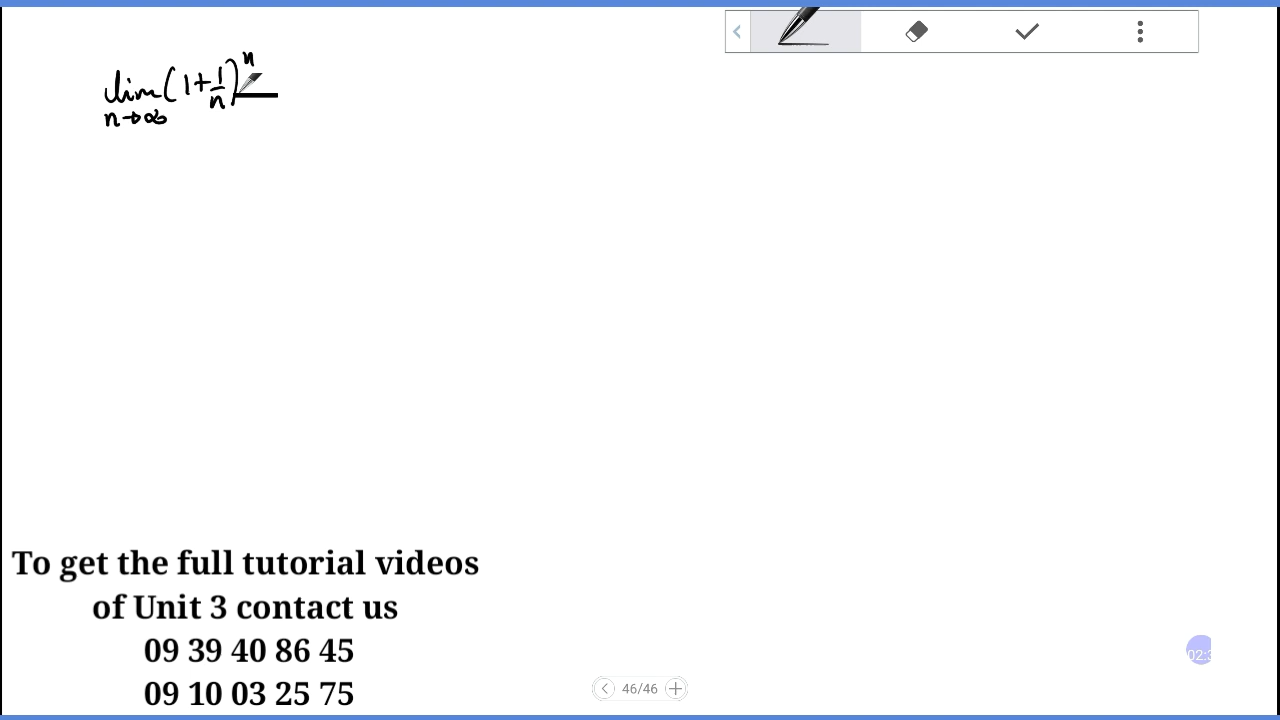 lim (1+1/n)^n
n→∞
To get the full tutorial videos
of Unit 3 contact us
09 39 40 86 45
09 10 03 25 75
46/46